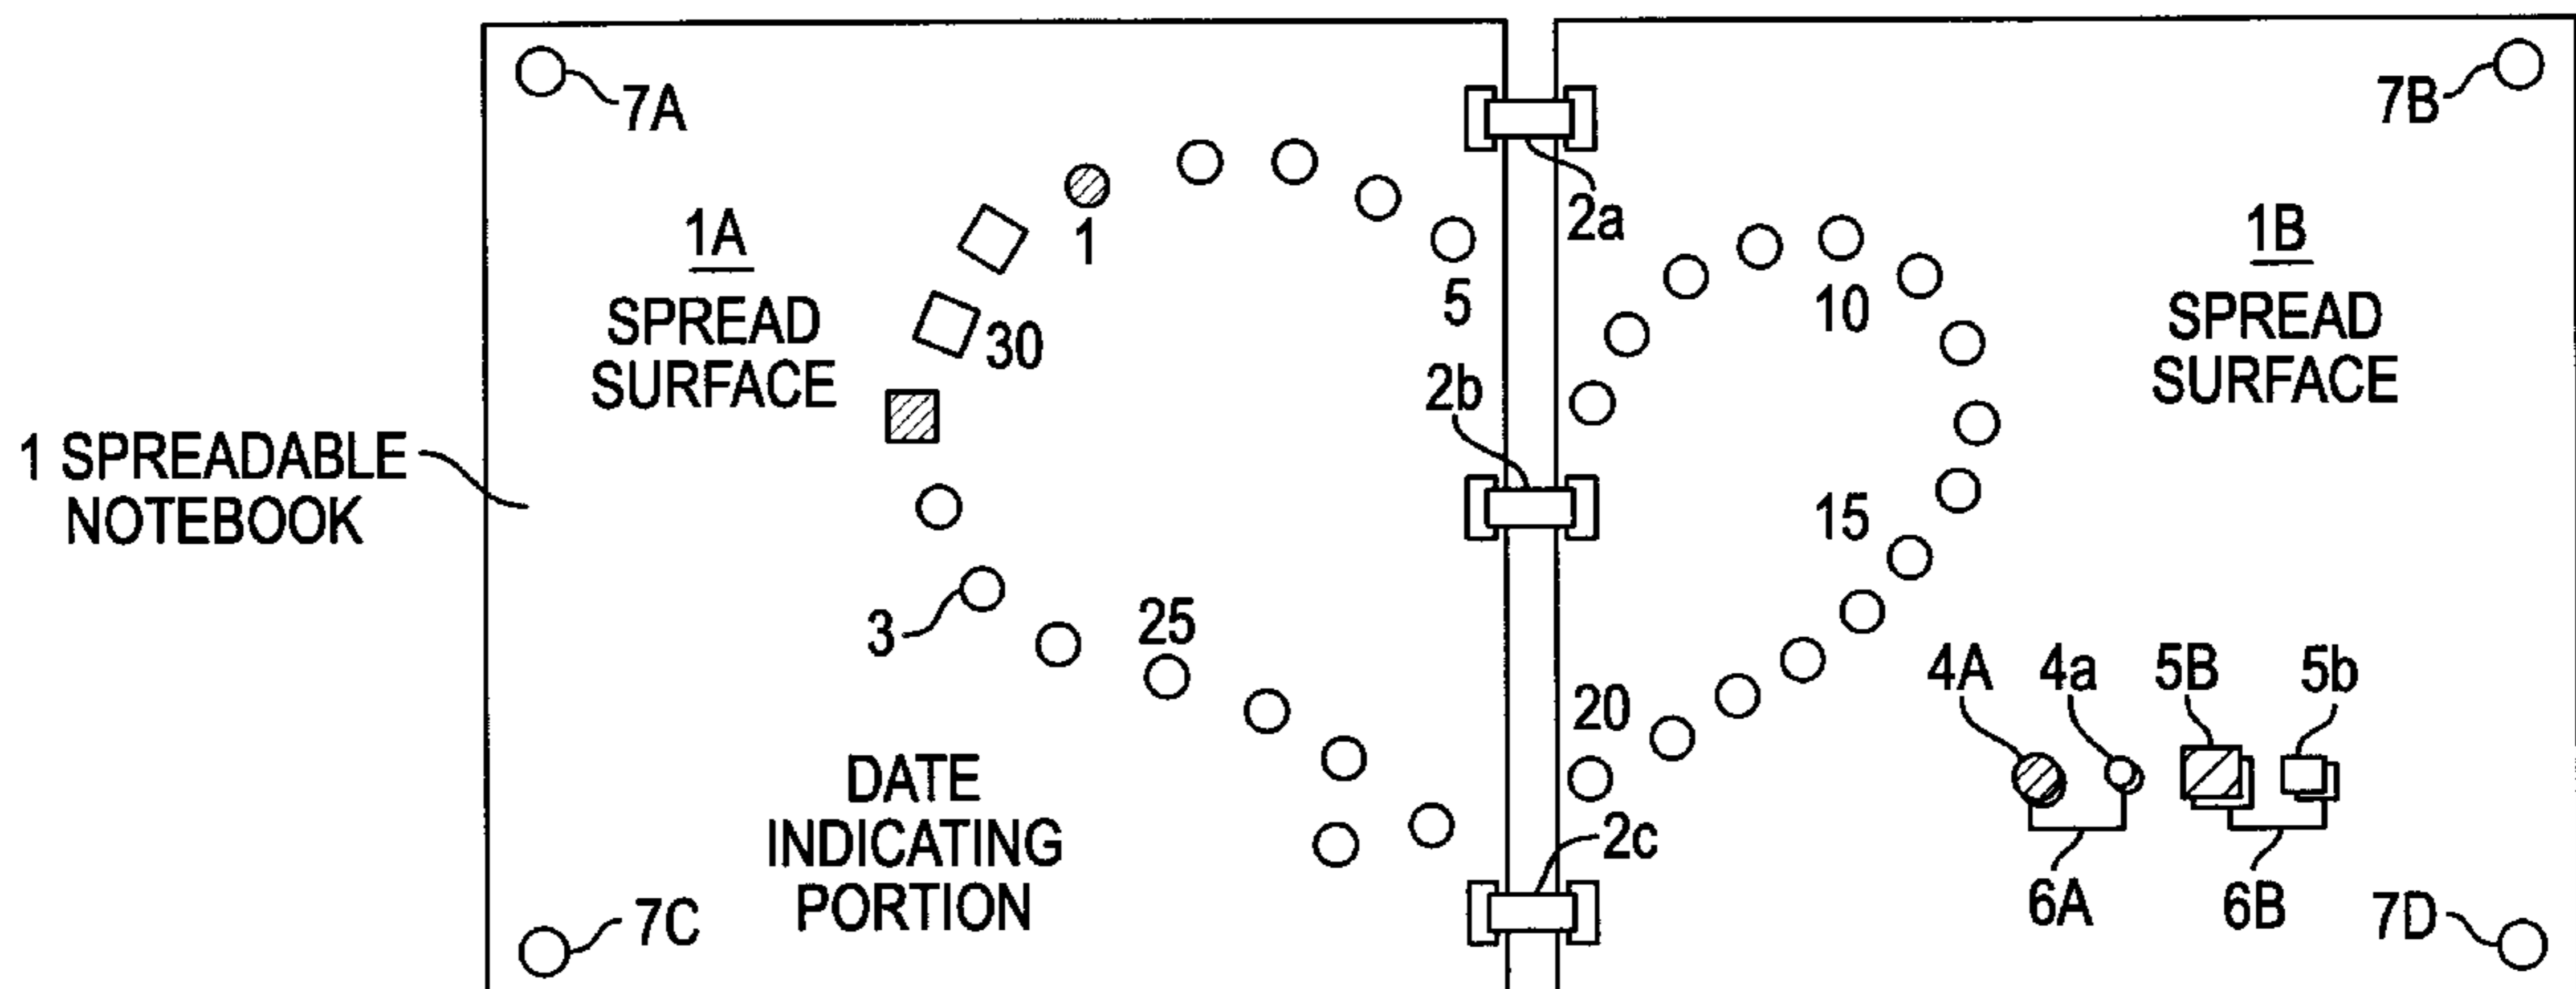 7A
7B
1A
SPREAD
SURFACE
1
5
2a
1B
SPREAD
SURFACE
10
30
2b
1 SPREADABLE
NOTEBOOK
15
3
25
20
4A 4a 5B 5b
DATE
INDICATING
PORTION
2c
6A 6B
7C
7D